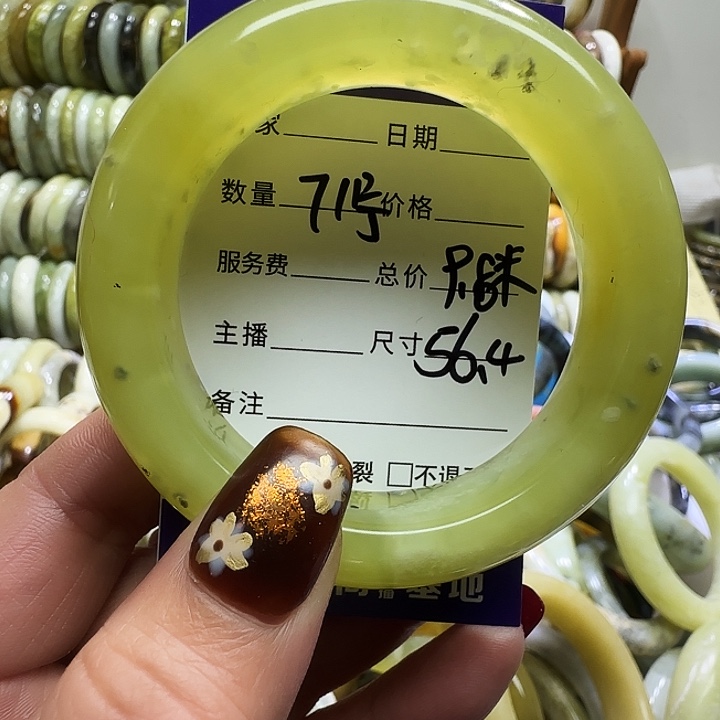 家 日期
数量 71号 价格
服务费 总价
主播 尺寸 56.4
备注
裂 □不退
播基地